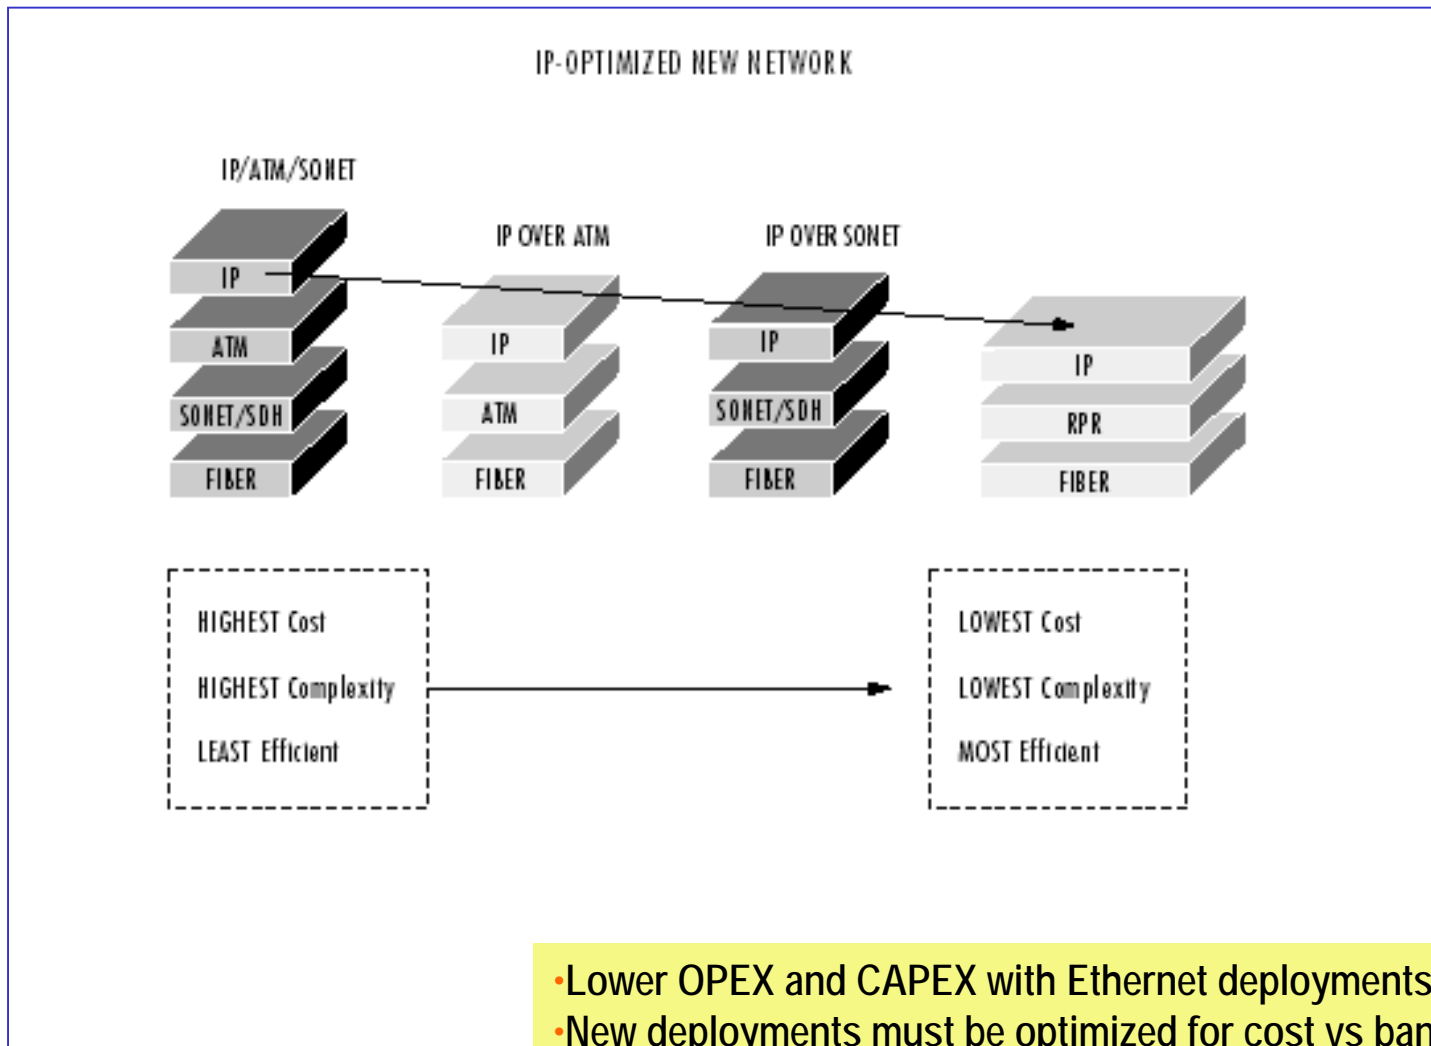 IP-OPTIMIZED NEW NETWORK
IP/ATM/SONET
IP
ATM
SONET/SDH
FIBER
IP OVER ATM
IP
ATM
FIBER
IP OVER SONET
IP
SONET/SDH
FIBER
IP
RPR
FIBER
HIGHEST Cost
HIGHEST Complexity
LEAST Efficient
LOWEST Cost
LOWEST Complexity
MOST Efficient
•Lower OPEX and CAPEX with Ethernet deployments
•New deployments must be optimized for cost vs ban